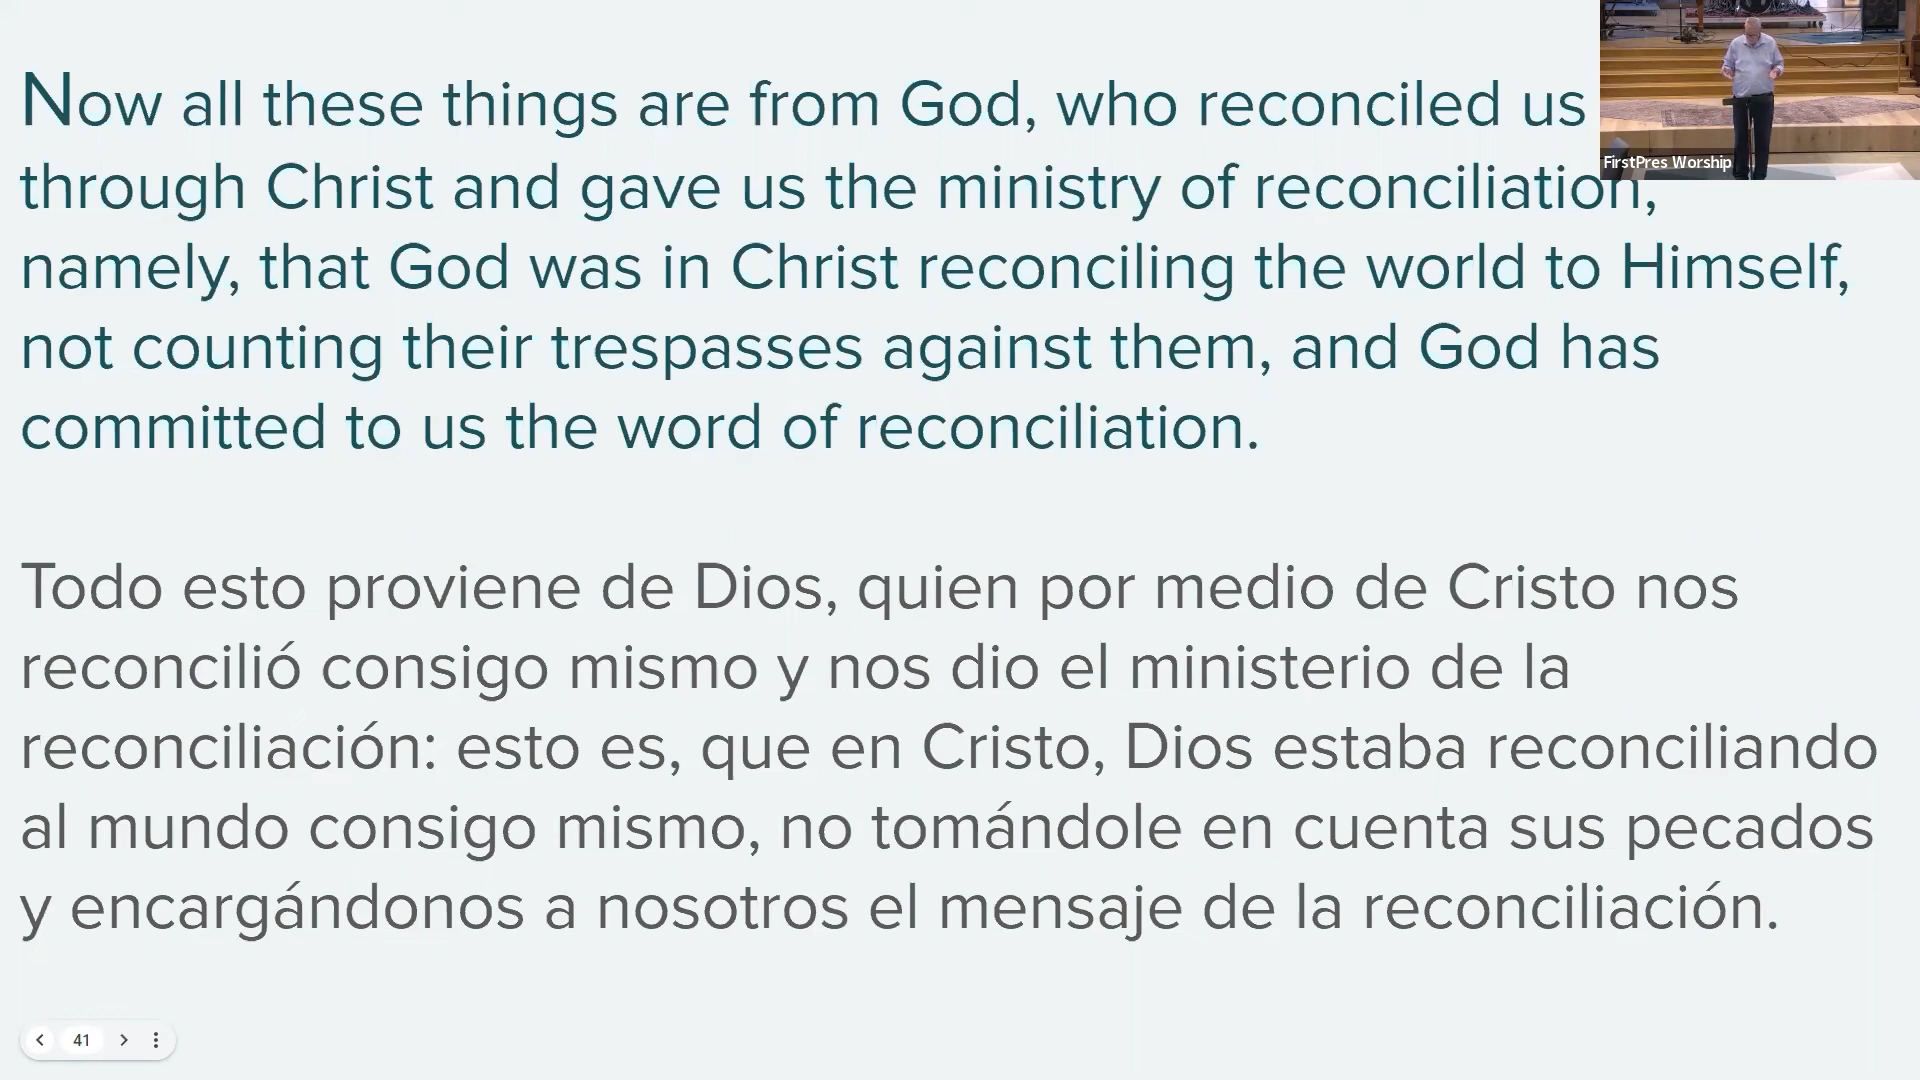 Now all these things are from God, who reconciled us
through Christ and gave us the ministry of reconciliation,
namely, that God was in Christ reconciling the world to Himself,
not counting their trespasses against them, and God has
committed to us the word of reconciliation.
Todo esto proviene de Dios, quien por medio de Cristo nos
reconcilió consigo mismo y nos dio el ministerio de la
reconciliación: esto es, que en Cristo, Dios estaba reconciliando
al mundo consigo mismo, no tomándole en cuenta sus pecados
y encargándonos a nosotros el mensaje de la reconciliación.
FirstPres Worship
41